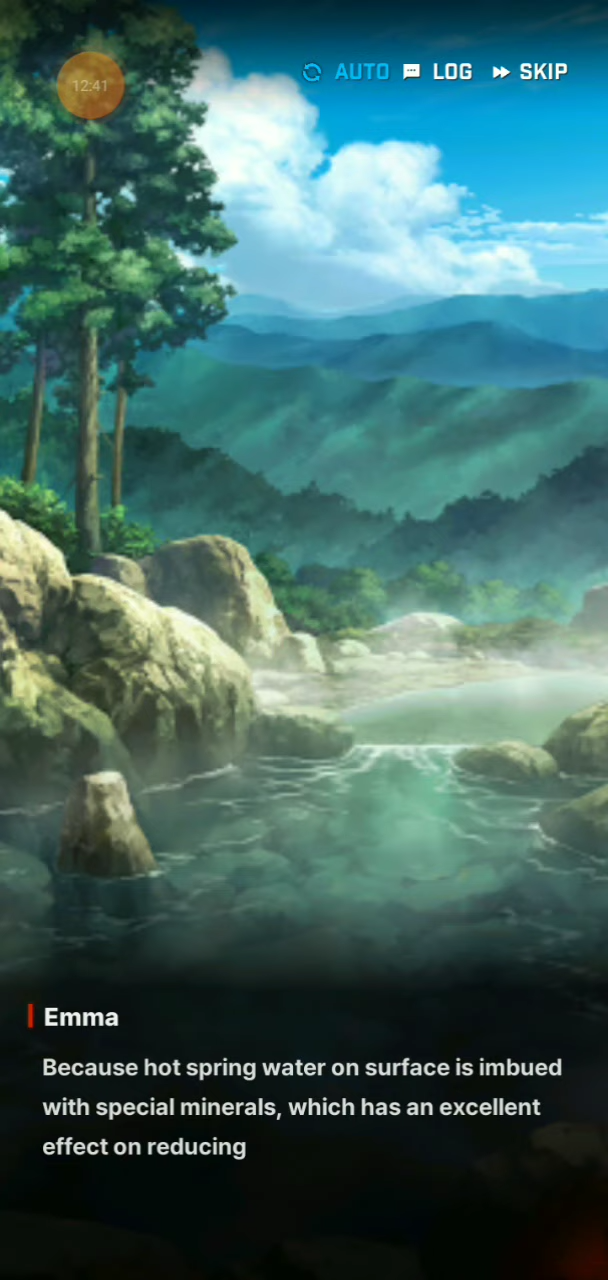 12:41
AUTO LOG SKIP
Emma
Because hot spring water on surface is imbued
with special minerals, which has an excellent
effect on reducing